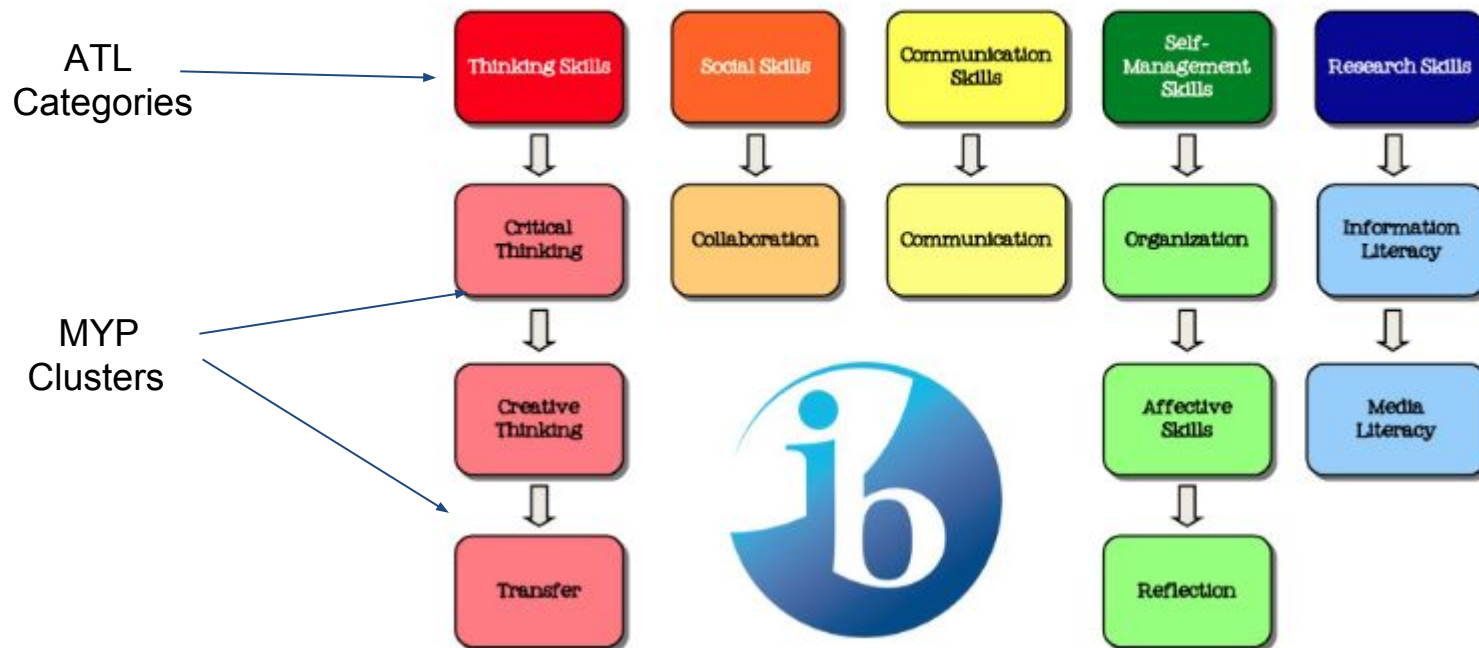 ATL
Categories
Thinking Skills
Social Skills
Communication
Skills
Self-
Management
Skills
Research Skills
MYP
Clusters
Critical
Thinking
Collaboration
Communication
Organization
Information
Literacy
Creative
Thinking
Affective
Skills
Media
Literacy
Transfer
Reflection
ib